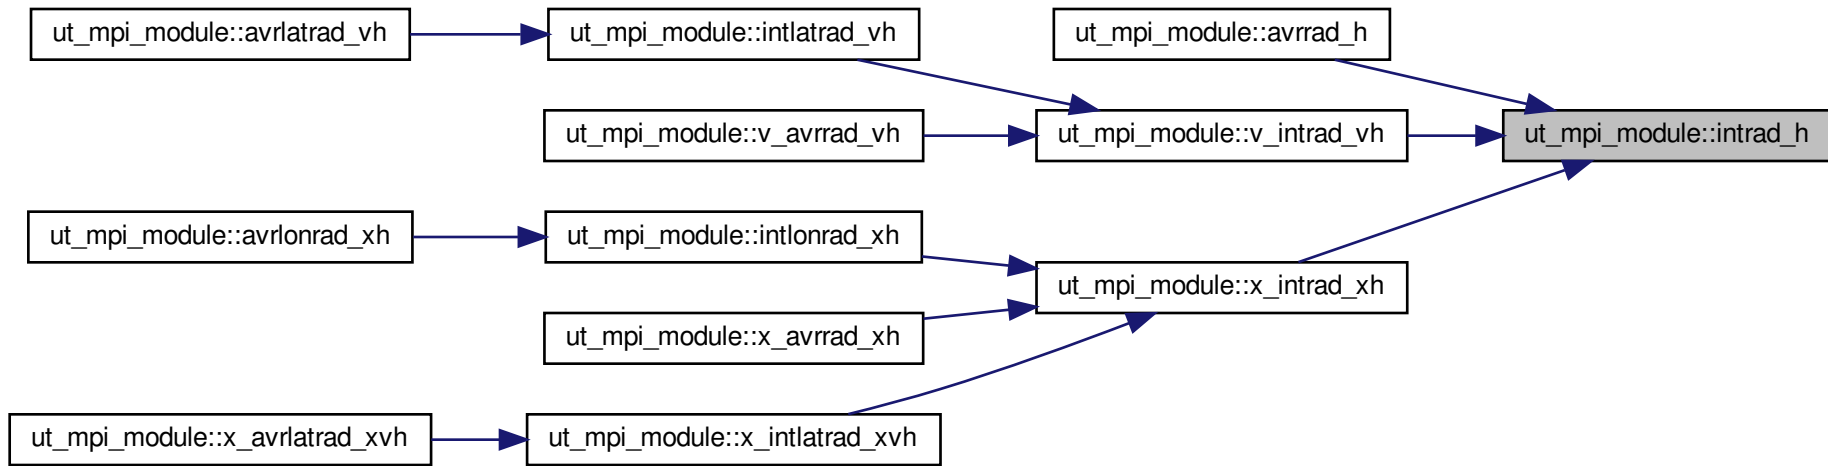 ut_mpi_module::avrlatrad_vh
ut_mpi_module::intlatrad_vh
ut_mpi_module::avrrad_h
ut_mpi_module::v_avrrad_vh
ut_mpi_module::v_intrad_vh
ut_mpi_module::intrad_h
ut_mpi_module::avrlonrad_xh
ut_mpi_module::intlonrad_xh
ut_mpi_module::x_intrad_xh
ut_mpi_module::x_avrrad_xh
ut_mpi_module::x_avrlatrad_xvh
ut_mpi_module::x_intlatrad_xvh